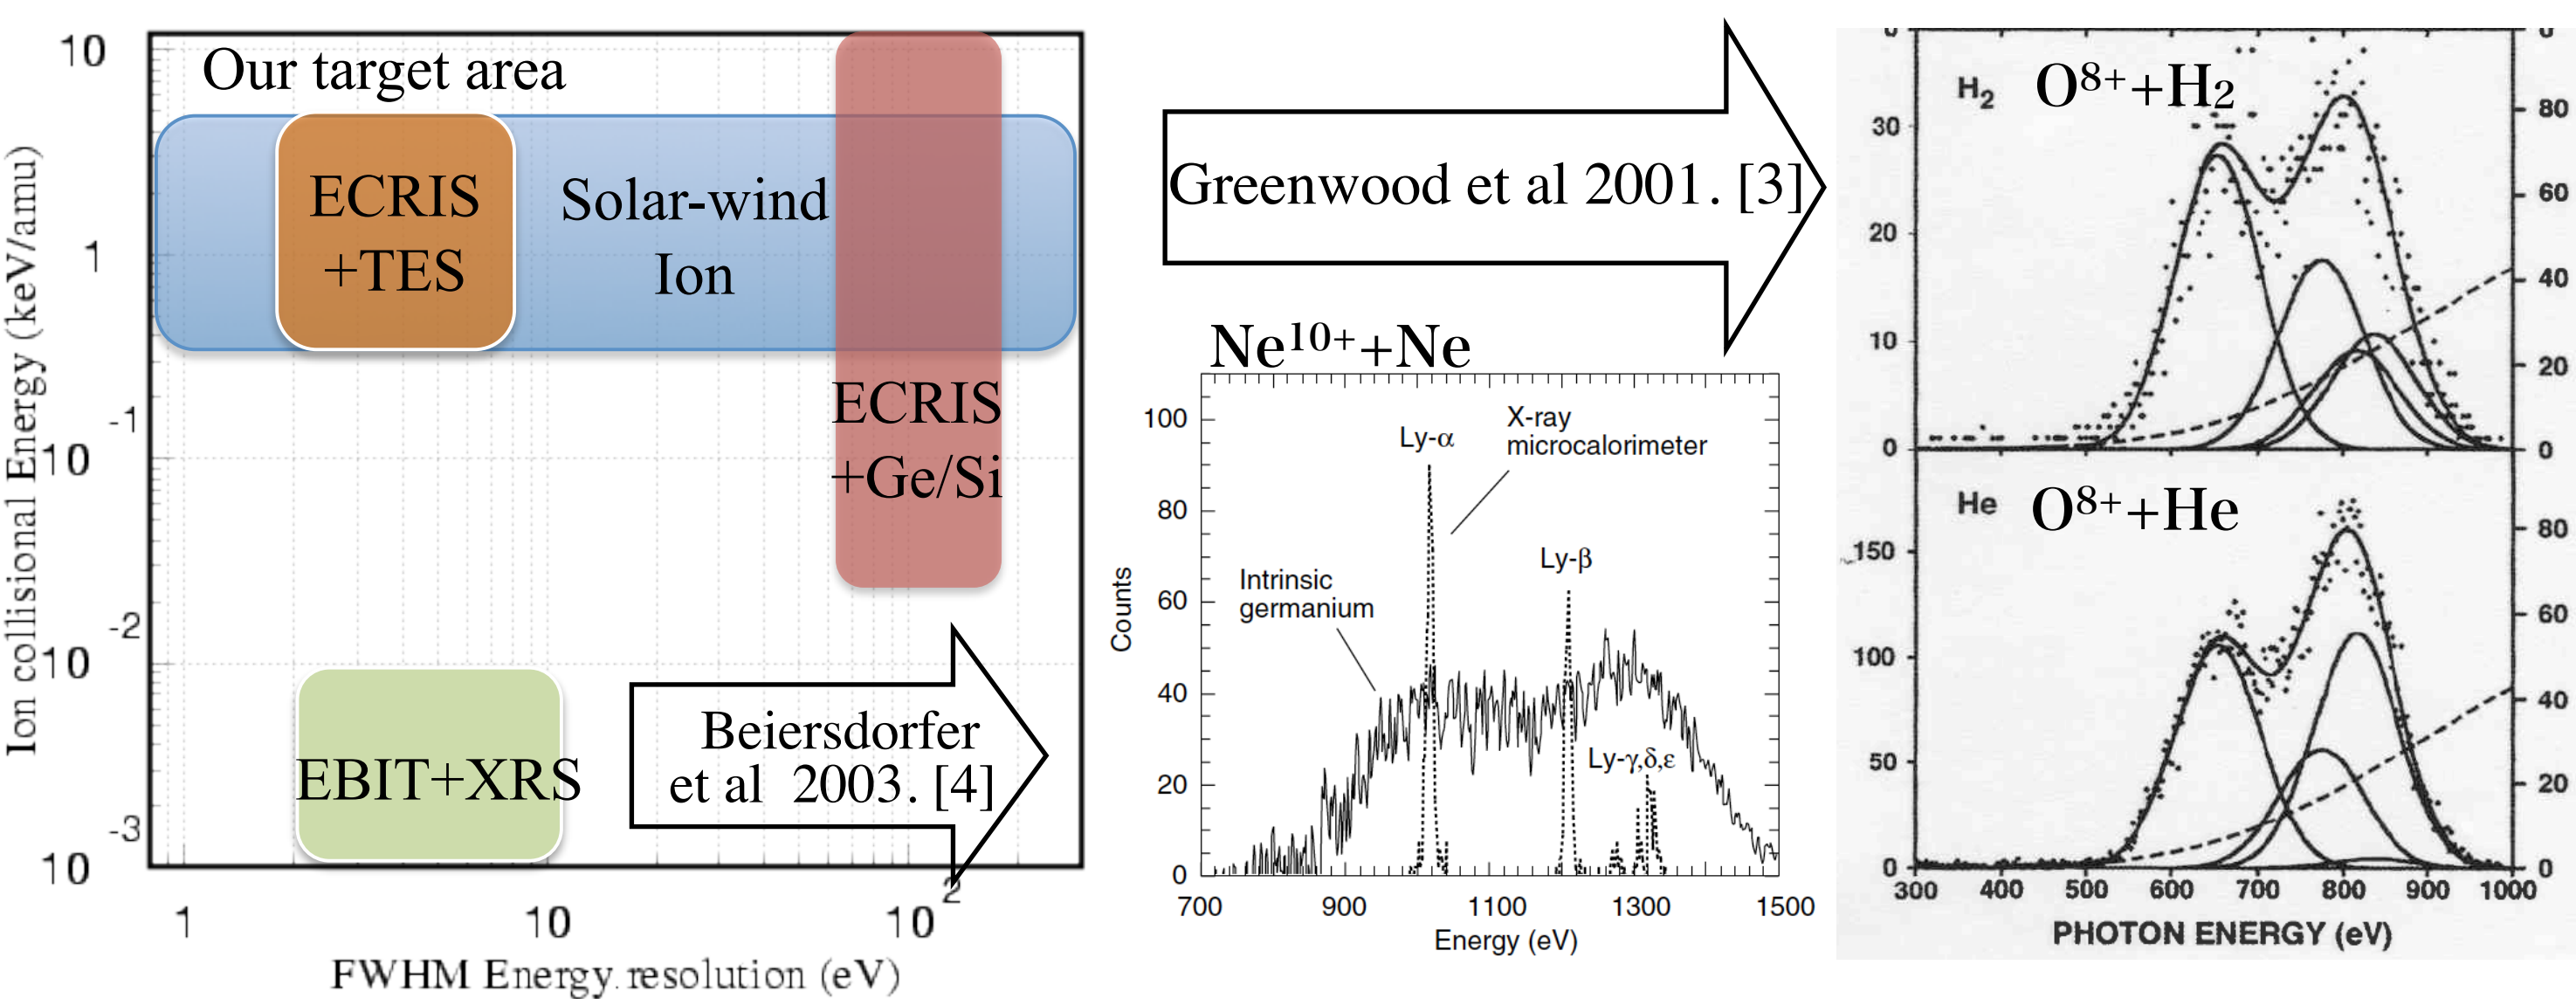 Ion collisional Energy (keV/amu)
10
1
10
-1
10
-2
10
-3
1
10
10
2
FWHM Energy resolution (eV)
Our target area
ECRIS
+TES
Solar-wind
Ion
ECRIS
+Ge/Si
EBIT+XRS
Beiersdorfer
et al 2003. [4]
Greenwood et al 2001. [3]
Ne10++Ne
Counts
100
80
60
40
20
0
700
900
1100
1300
1500
Energy (eV)
Ly-α
X-ray
microcalorimeter
Ly-β
Intrinsic
germanium
Ly-γ,δ,ε
H2
O8++H2
30
20
10
0
80
60
40
20
0
He
O8++He
150
100
50
0
80
60
40
20
0
300
400
500
600
700
800
900
1000
PHOTON ENERGY (eV)